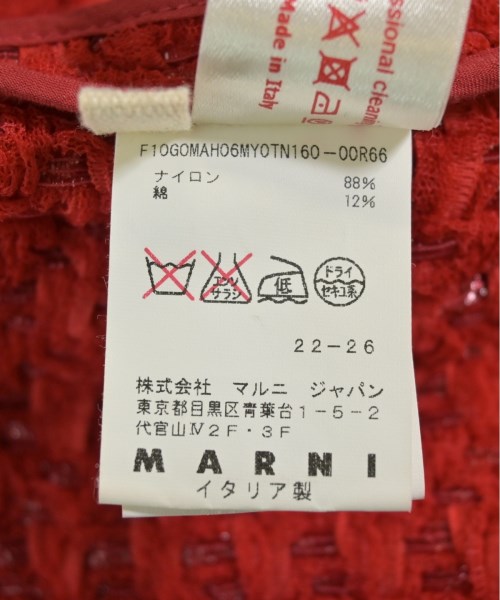 ssional cleanin
Made in Italy
F10GOMAH06MY0TN160-00R66
ナイロン 88%
綿 12%
エンソ
サラシ
低
ドライ
セキユ系
22-26
株式会社 マルニ ジャパン
東京都目黒区青葉台1-5-2
代官山Ⅳ2F・3F
MARNI
イタリア製